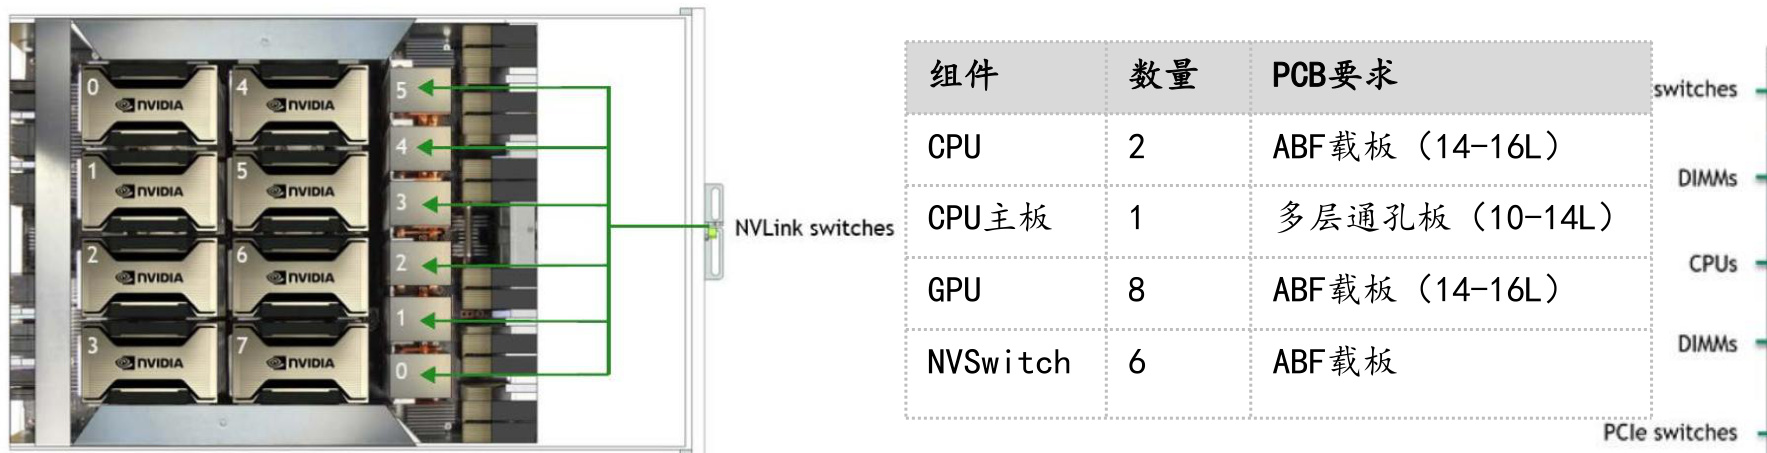 0
NVIDIA
4
NVIDIA
1
NVIDIA
5
NVIDIA
2
NVIDIA
6
NVIDIA
3
NVIDIA
7
NVIDIA
5
4
3
2
1
0
NVLink switches
组件 数量 PCB要求
CPU 2 ABF载板（14-16L）
CPU主板 1 多层通孔板（10-14L）
GPU 8 ABF载板（14-16L）
NVSwitch 6 ABF载板
switches
DIMMs
CPUs
DIMMs
PCIe switches